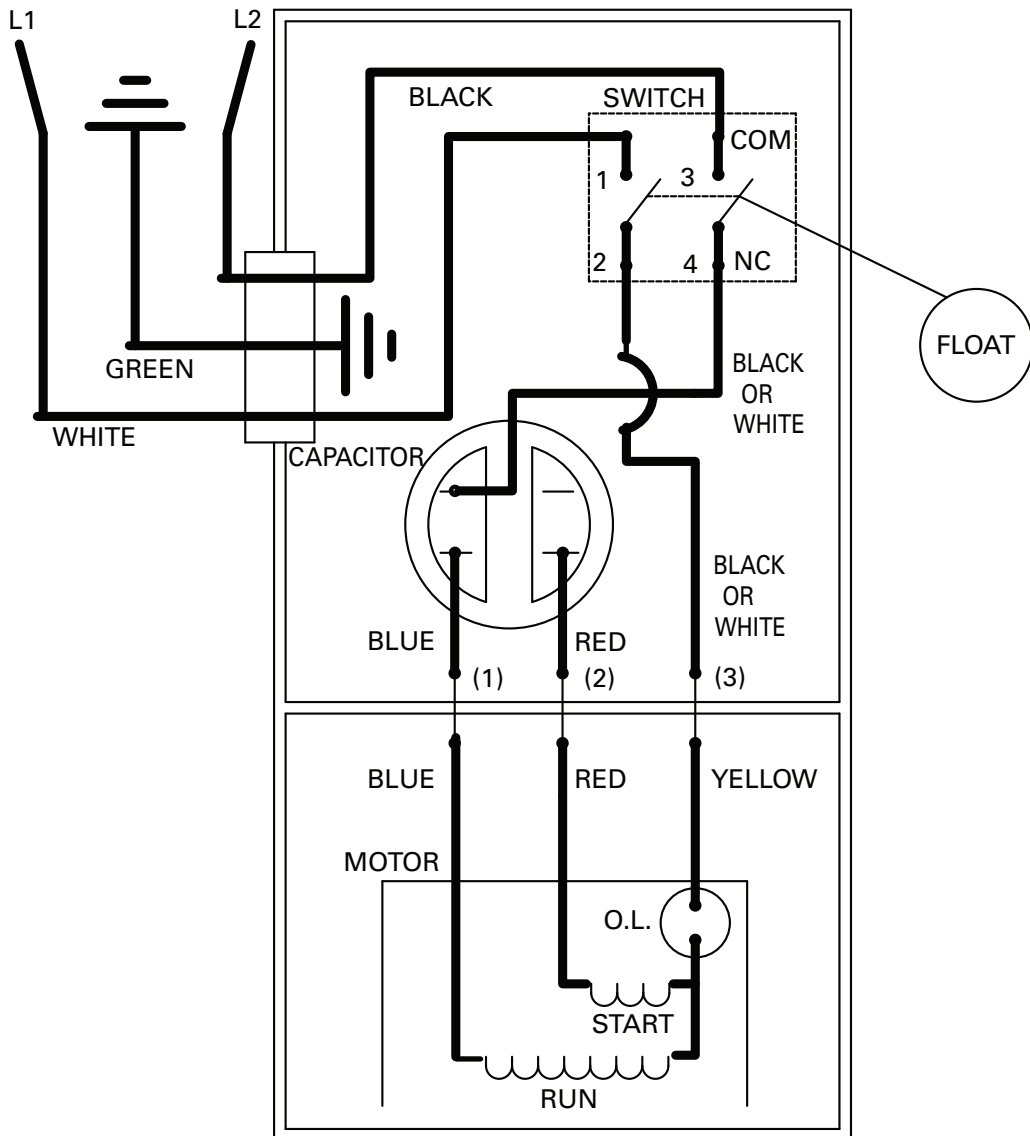 L1
L2
BLACK
SWITCH
COM
1
3
2
4
NC
FLOAT
GREEN
WHITE
BLACK
OR
WHITE
CAPACITOR
BLACK
OR
WHITE
BLUE
RED
(1)
(2)
(3)
BLUE
RED
YELLOW
MOTOR
O.L.
START
RUN